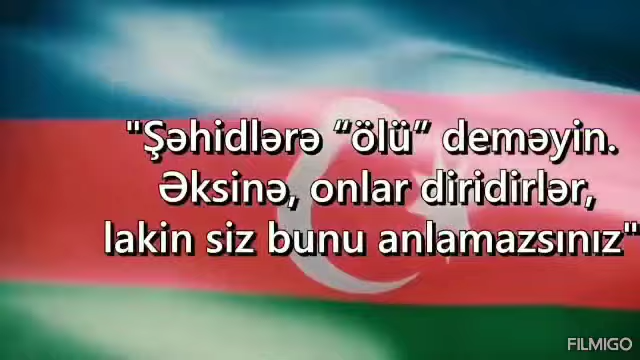 "Şəhidlərə “ölü” deməyin.
Əksinə, onlar diridirlər,
lakin siz bunu anlamazsınız"
FILMIGO